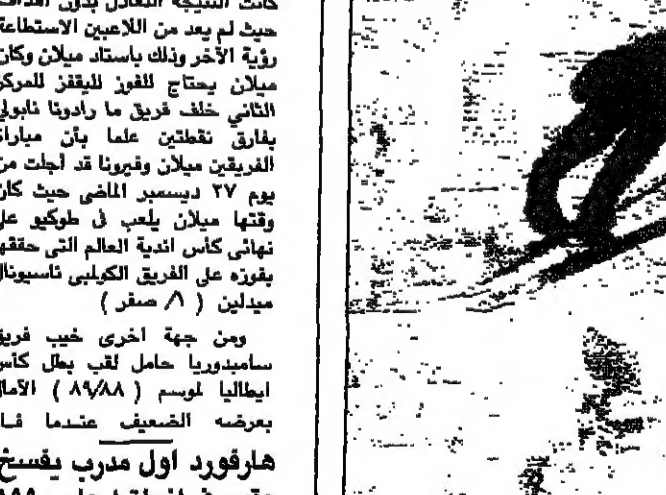 كانت النتيجة التعادل بدون اهداف
حيث لم يعد من اللاعبين الاستطاعة
رؤية الآخر وذلك باستاد ميلان وكان
ميلان يحتاج للفوز لليقفز للمركز
الثاني خلف فريق ما رادونا نابولي
بفارق نقطتين علما بأن مباراة
الفريقين ميلان وفيرونا قد أجلت من
يوم ٢٧ ديسمبر الماضى حيث كان
وقتها ميلان يلعب فى طوكيو على
نهائى كأس اندية العالم التى حققها
بفوزه على الفريق الكولمبى ناسيونال
ميدلين ( ١/ صفر )
ومن جهة اخرى خيب فريق
سامبدوريا حامل لقب بطل كأس
ايطاليا لموسم ( ٨٩/٨٨ ) الآمال
بعرضه الضعيف عندما
هارفورد اول مدرب يفسخ